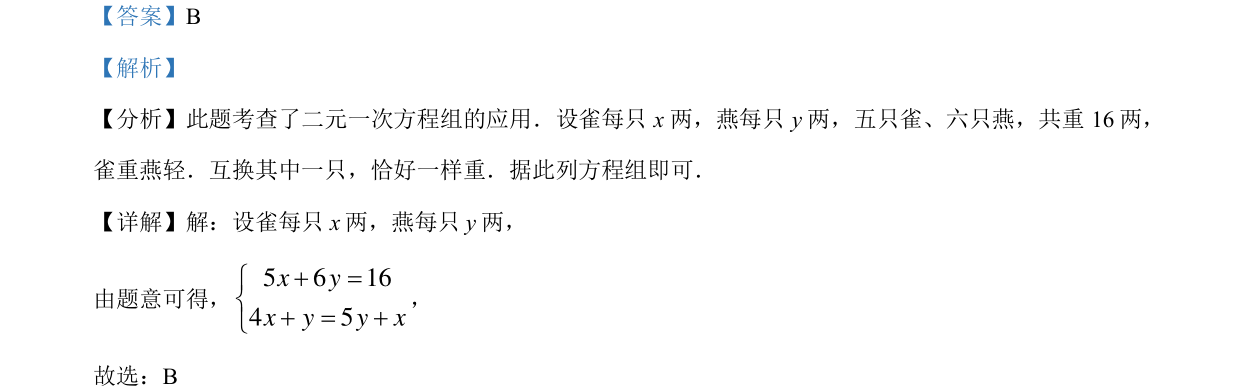 【答案】B
【解析】
【分析】此题考查了二元一次方程组的应用．设雀每只 x 两，燕每只 y 两，五只雀、六只燕，共重 16 两，
雀重燕轻．互换其中一只，恰好一样重．据此列方程组即可．
【详解】解：设雀每只 x 两，燕每只 y 两，
由题意可得，{5x+6y=16
4x+y=5y+x，
故选：B